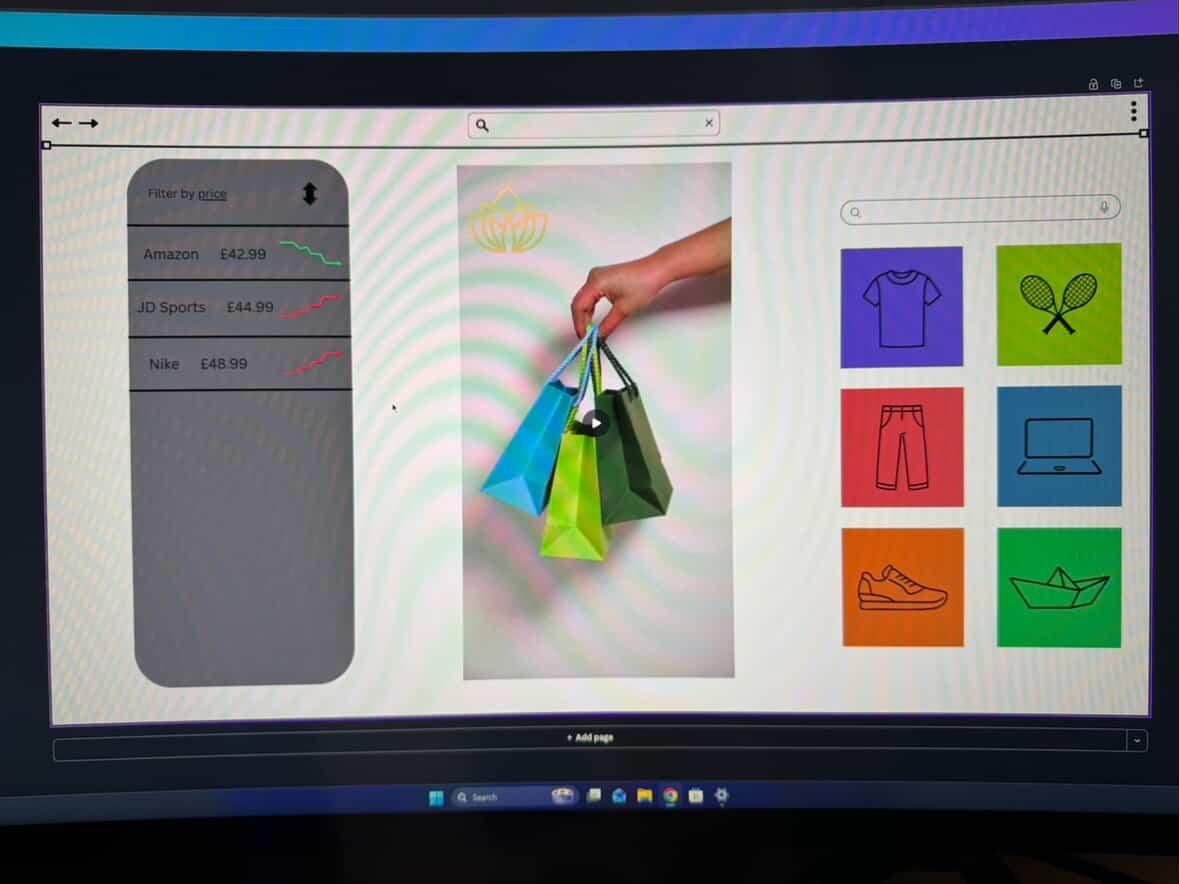 Filter by price
Amazon £42.99
JD Sports £44.99
Nike £48.99
+ Add page
Search